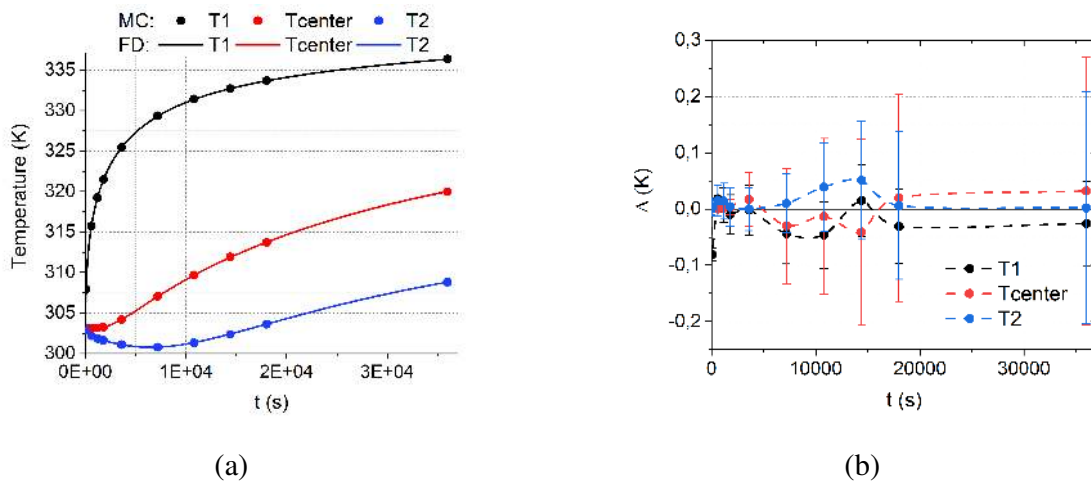 MC: T1 Tcenter T2
FD: T1 Tcenter T2
335
330
325
320
315
310
305
300
Temperature (K)
0E+00 1E+04 2E+04 3E+04
t (s)
(a)
0,3
0,2
0,1
0,0
-0,1
-0,2
Δ (K)
T1
Tcenter
T2
0 10000 20000 30000
t (s)
(b)